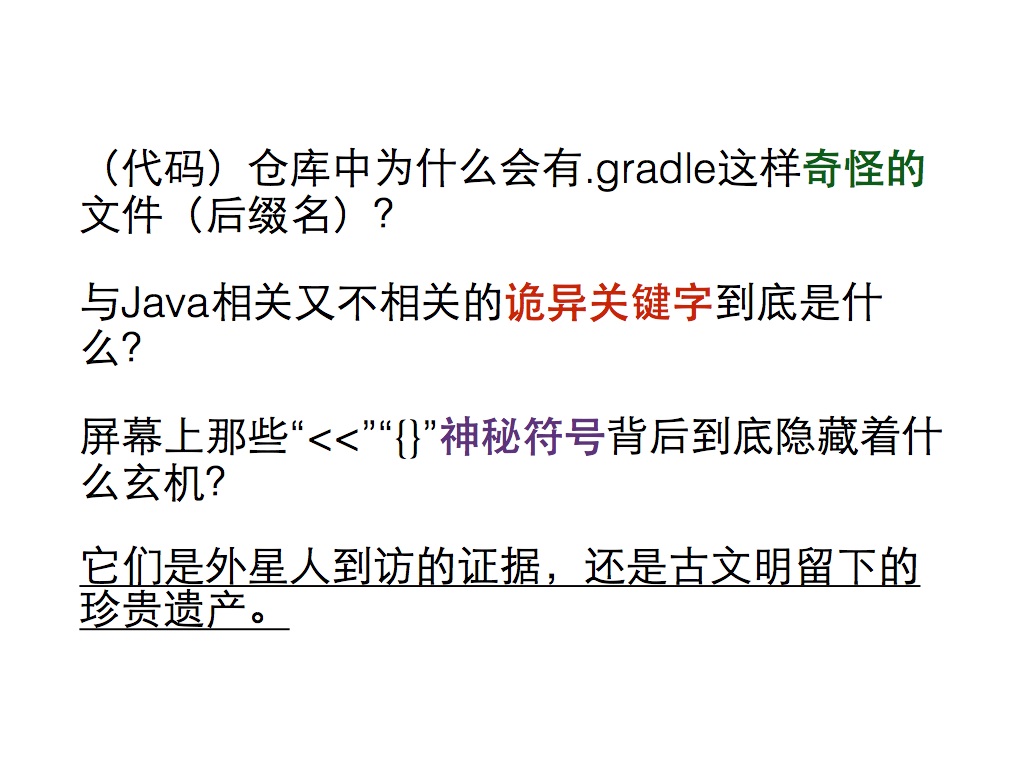 （代码）仓库中为什么会有.gradle这样奇怪的
文件（后缀名）?
与Java相关又不相关的诡异关键字到底是什
么?
屏幕上那些“<<”“{}”神秘符号背后到底隐藏着什
么玄机?
它们是外星人到访的证据，还是古文明留下的
珍贵遗产。